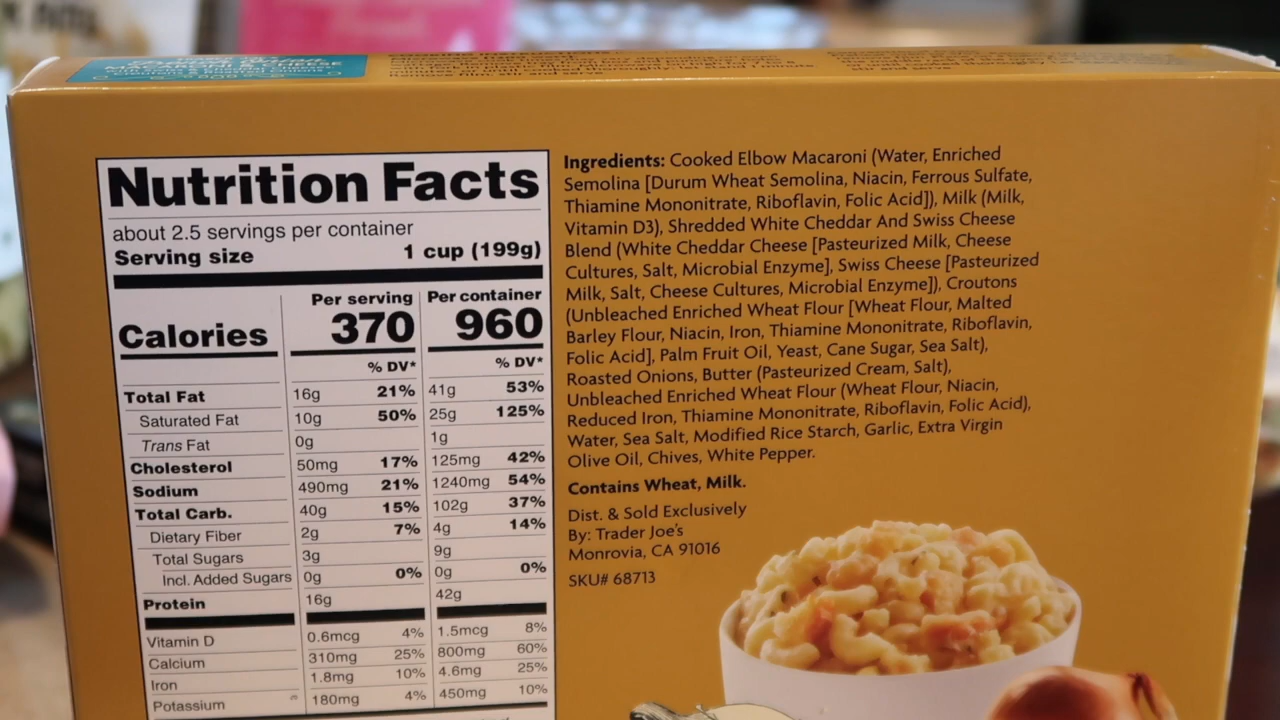 MACARONI & CHEESE
stir and serve
Nutrition Facts
about 2.5 servings per container
Serving size 1 cup (199g)
Per serving Per container
Calories 370 960
% DV* % DV*
Total Fat 16g 21% 41g 53%
Saturated Fat 10g 50% 25g 125%
Trans Fat 0g 1g
Cholesterol 50mg 17% 125mg 42%
Sodium 490mg 21% 1240mg 54%
Total Carb. 40g 15% 102g 37%
Dietary Fiber 2g 7% 4g 14%
Total Sugars 3g 9g
Incl. Added Sugars 0g 0% 0g 0%
Protein 16g 42g
Vitamin D 0.6mcg 4% 1.5mcg 8%
Calcium 310mg 25% 800mg 60%
Iron 1.8mg 10% 4.6mg 25%
Potassium 180mg 4% 450mg 10%
Ingredients: Cooked Elbow Macaroni (Water, Enriched
Semolina [Durum Wheat Semolina, Niacin, Ferrous Sulfate,
Thiamine Mononitrate, Riboflavin, Folic Acid]), Milk (Milk,
Vitamin D3), Shredded White Cheddar And Swiss Cheese
Blend (White Cheddar Cheese [Pasteurized Milk, Cheese
Cultures, Salt, Microbial Enzyme], Swiss Cheese [Pasteurized
Milk, Salt, Cheese Cultures, Microbial Enzyme]), Croutons
(Unbleached Enriched Wheat Flour [Wheat Flour, Malted
Barley Flour, Niacin, Iron, Thiamine Mononitrate, Riboflavin,
Folic Acid], Palm Fruit Oil, Yeast, Cane Sugar, Sea Salt),
Roasted Onions, Butter (Pasteurized Cream, Salt),
Unbleached Enriched Wheat Flour (Wheat Flour, Niacin,
Reduced Iron, Thiamine Mononitrate, Riboflavin, Folic Acid),
Water, Sea Salt, Modified Rice Starch, Garlic, Extra Virgin
Olive Oil, Chives, White Pepper.
Contains Wheat, Milk.
Dist. & Sold Exclusively
By: Trader Joe's
Monrovia, CA 91016
SKU# 68713